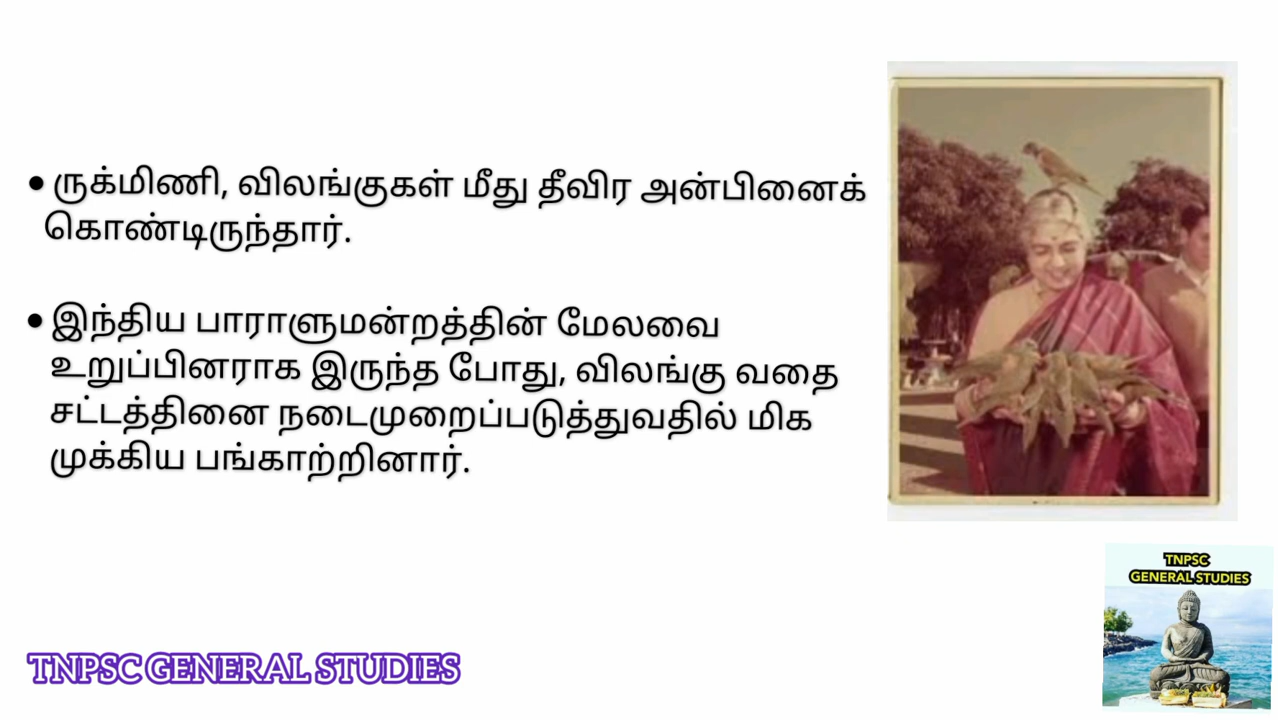 • ருக்மிணி, விலங்குகள் மீது தீவிர அன்பினைக்
கொண்டிருந்தார்.
• இந்திய பாராளுமன்றத்தின் மேலவை
உறுப்பினராக இருந்த போது, விலங்கு வதை
சட்டத்தினை நடைமுறைப்படுத்துவதில் மிக
முக்கிய பங்காற்றினார்.
TNPSC
GENERAL STUDIES
TNPSC GENERAL STUDIES